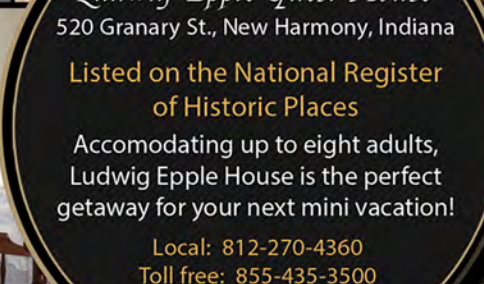 Ludwig Epple
520 Granary St., New Harmony, Indiana
Listed on the National Register
of Historic Places
Accomodating up to eight adults,
Ludwig Epple House is the perfect
getaway for your next mini vacation!
Local: 812-270-4360
Toll free: 855-435-3500